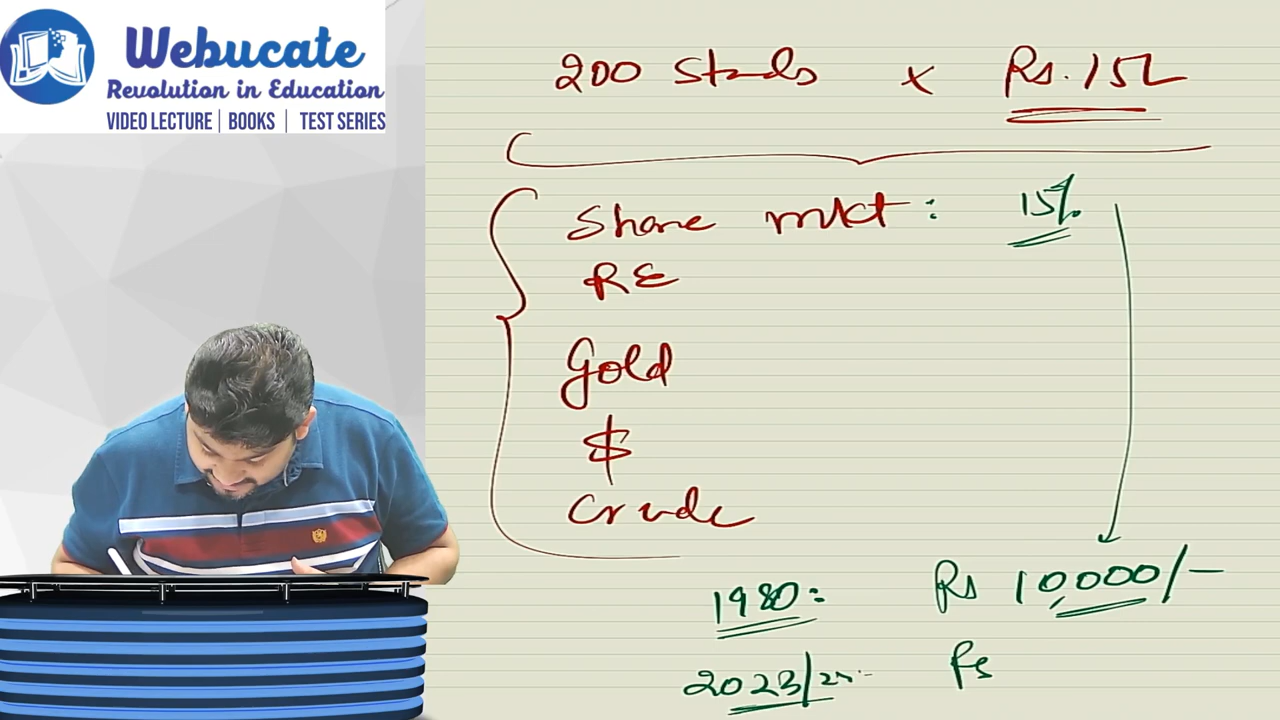 Webucate
Revolution in Education
VIDEO LECTURE | BOOKS | TEST SERIES
200 Stnds x Rs. 15L
Share mkt : 15%
RE
Gold
$
Crude
1980: Rs 10,000/-
2023/24: Rs